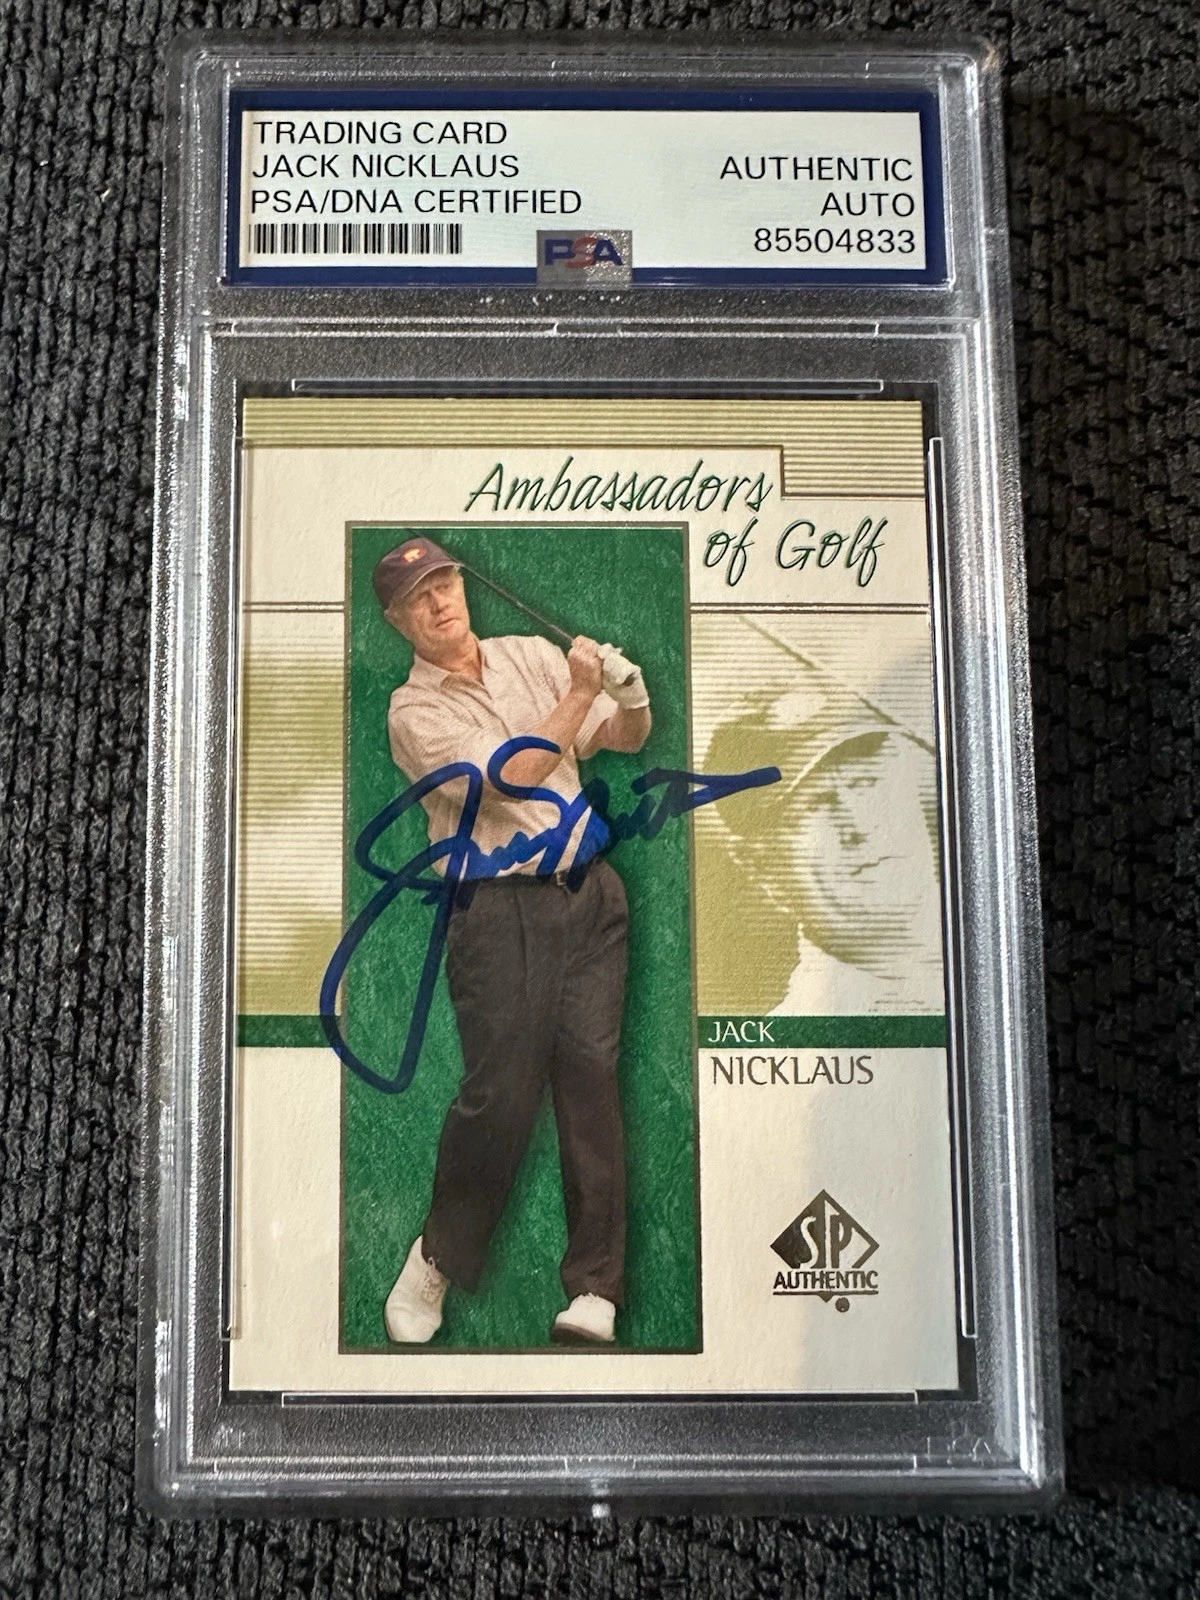 TRADING CARD
JACK NICKLAUS
PSA/DNA CERTIFIED
AUTHENTIC
AUTO
85504833
PSA
Ambassadors
of Golf
JACK
NICKLAUS
SP
AUTHENTIC